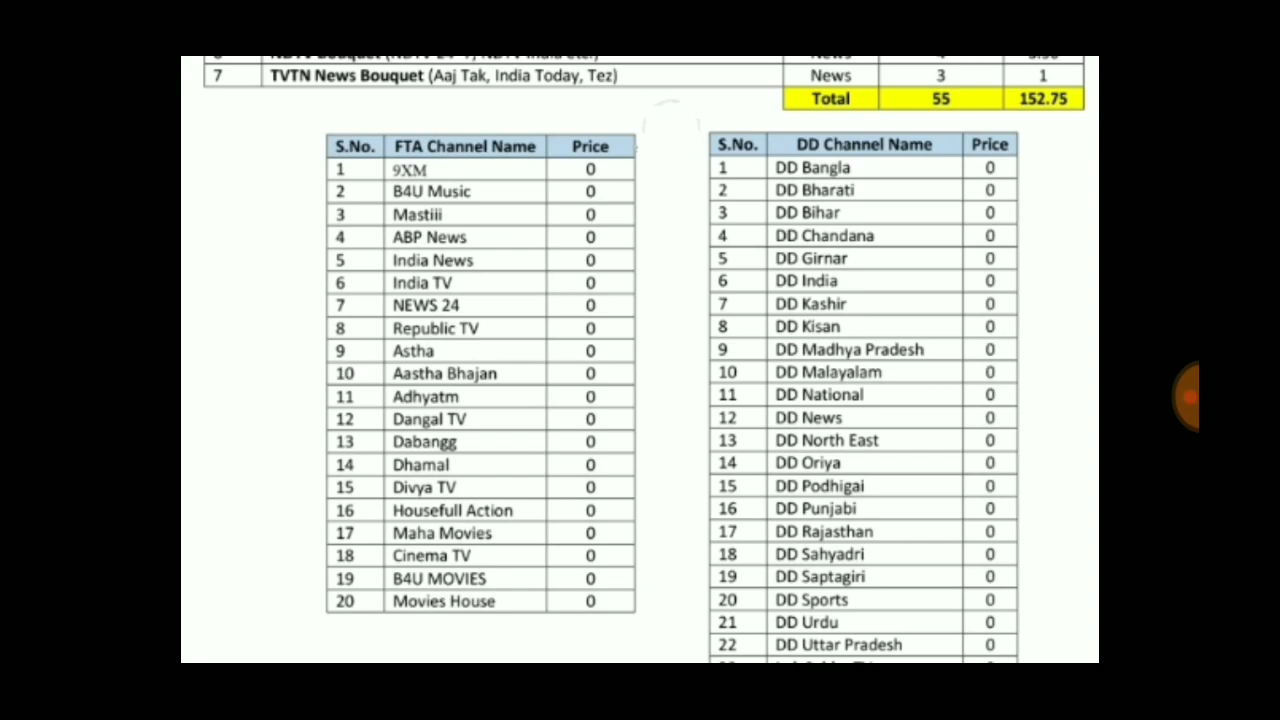 NDTV Bouquet
7 TVTN News Bouquet (Aaj Tak, India Today, Tez) News 3 1
Total 55 152.75
S.No. FTA Channel Name Price
1 9XM 0
2 B4U Music 0
3 Mastiii 0
4 ABP News 0
5 India News 0
6 India TV 0
7 NEWS 24 0
8 Republic TV 0
9 Astha 0
10 Aastha Bhajan 0
11 Adhyatm 0
12 Dangal TV 0
13 Dabangg 0
14 Dhamal 0
15 Divya TV 0
16 Housefull Action 0
17 Maha Movies 0
18 Cinema TV 0
19 B4U MOVIES 0
20 Movies House 0
S.No. DD Channel Name Price
1 DD Bangla 0
2 DD Bharati 0
3 DD Bihar 0
4 DD Chandana 0
5 DD Girnar 0
6 DD India 0
7 DD Kashir 0
8 DD Kisan 0
9 DD Madhya Pradesh 0
10 DD Malayalam 0
11 DD National 0
12 DD News 0
13 DD North East 0
14 DD Oriya 0
15 DD Podhigai 0
16 DD Punjabi 0
17 DD Rajasthan 0
18 DD Sahyadri 0
19 DD Saptagiri 0
20 DD Sports 0
21 DD Urdu 0
22 DD Uttar Pradesh 0